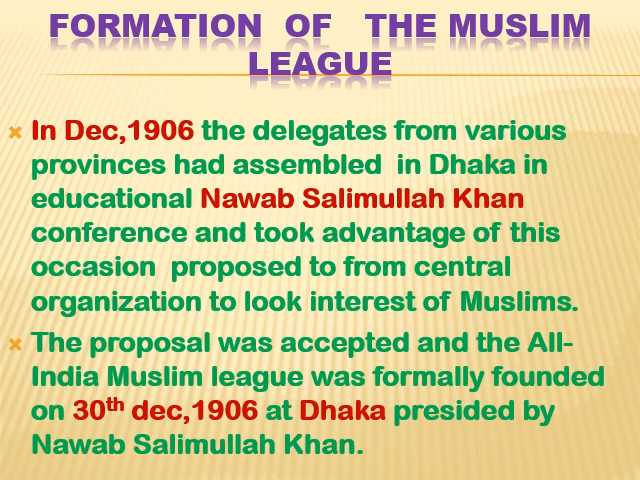 FORMATION OF THE MUSLIM
LEAGUE
In Dec,1906 the delegates from various
provinces had assembled in Dhaka in
educational Nawab Salimullah Khan
conference and took advantage of this
occasion proposed to from central
organization to look interest of Muslims.
The proposal was accepted and the All-
India Muslim league was formally founded
on 30th dec,1906 at Dhaka presided by
Nawab Salimullah Khan.